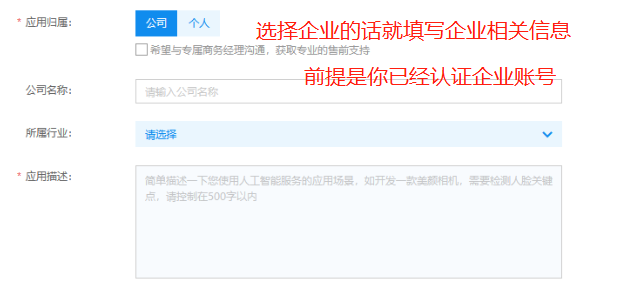 * 应用归属： 公司 个人
选择企业的话就填写企业相关信息
希望与专属商务经理沟通，获取专业的售前支持
前提是你已经认证企业账号
公司名称： 请输入公司名称
所属行业： 请选择
* 应用描述： 简单描述一下您使用人工智能服务的应用场景，如开发一款美颜相机，需要检测人脸关键
点，请控制在500字以内